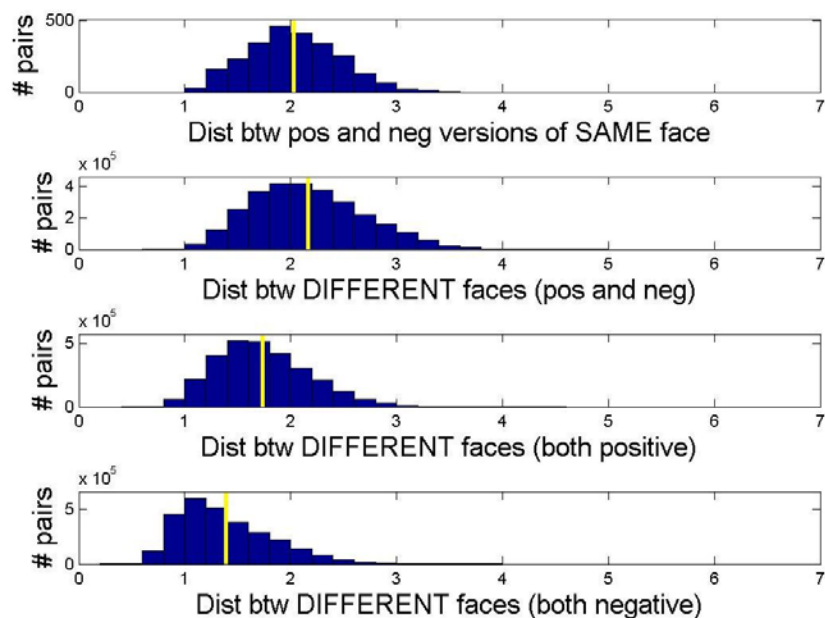 500
# pairs
0
0 1 2 3 4 5 6 7
Dist btw pos and neg versions of SAME face
x 10^5
4
# pairs
2
0
0 1 2 3 4 5 6 7
Dist btw DIFFERENT faces (pos and neg)
x 10^5
5
# pairs
0
0 1 2 3 4 5 6 7
Dist btw DIFFERENT faces (both positive)
x 10^5
5
# pairs
0
0 1 2 3 4 5 6 7
Dist btw DIFFERENT faces (both negative)